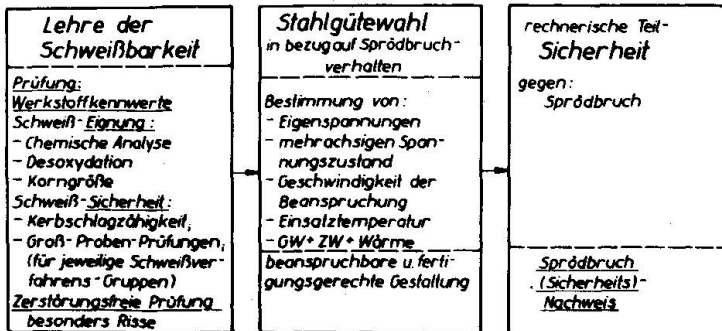 Lehre der
Schweißbarkeit
Prüfung:
Werkstoffkennwerte
Schweiß-Eignung:
- Chemische Analyse
- Desoxydation
- Korngröße
Schweiß-Sicherheit:
- Kerbschlagzähigkeit,
- Groß-Proben-Prüfungen,
(für jeweilige Schweißver-
fahrens-Gruppen)
Zerstörungsfreie Prüfung
besonders Risse
Stahlgütewahl
in bezug auf Sprödbruch-
verhalten
Bestimmung von:
- Eigenspannungen
- mehrachsigen Span-
nungszustand
- Geschwindigkeit der
Beanspruchung
- Einsatztemperatur
- GW+ ZW+ Wärme
beanspruchbare u. ferti-
gungsgerechte Gestaltung
rechnerische Teil-
Sicherheit
gegen:
Sprödbruch
Sprödbruch
(Sicherheits)-
Nachweis